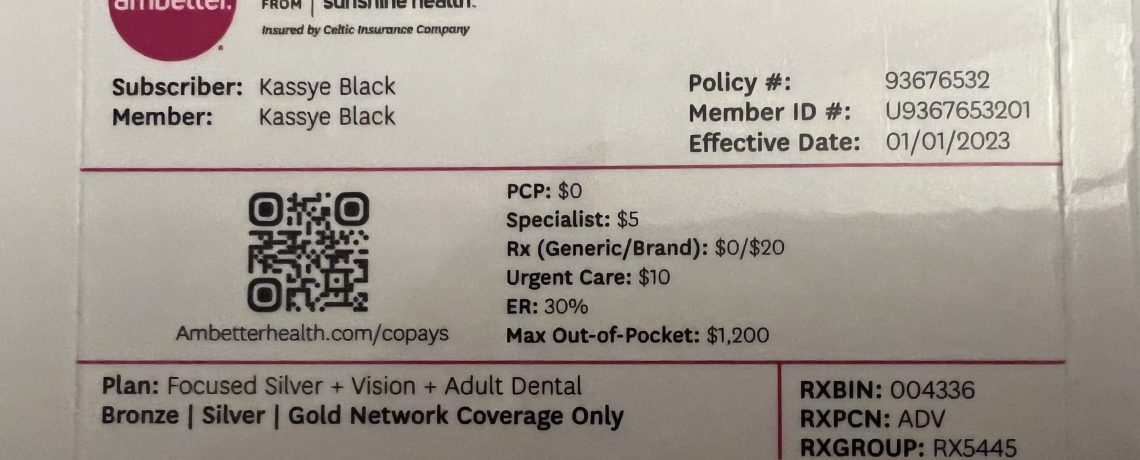 ambetter.
FROM | sunshine health.
Insured by Celtic Insurance Company
Subscriber: Kassye Black
Member: Kassye Black
Policy #: 93676532
Member ID #: U9367653201
Effective Date: 01/01/2023
Ambetterhealth.com/copays
PCP: $0
Specialist: $5
Rx (Generic/Brand): $0/$20
Urgent Care: $10
ER: 30%
Max Out-of-Pocket: $1,200
Plan: Focused Silver + Vision + Adult Dental
Bronze | Silver | Gold Network Coverage Only
RXBIN: 004336
RXPCN: ADV
RXGROUP: RX5445